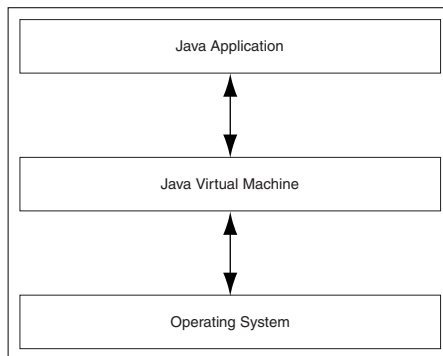 Java Application
Java Virtual Machine
Operating System